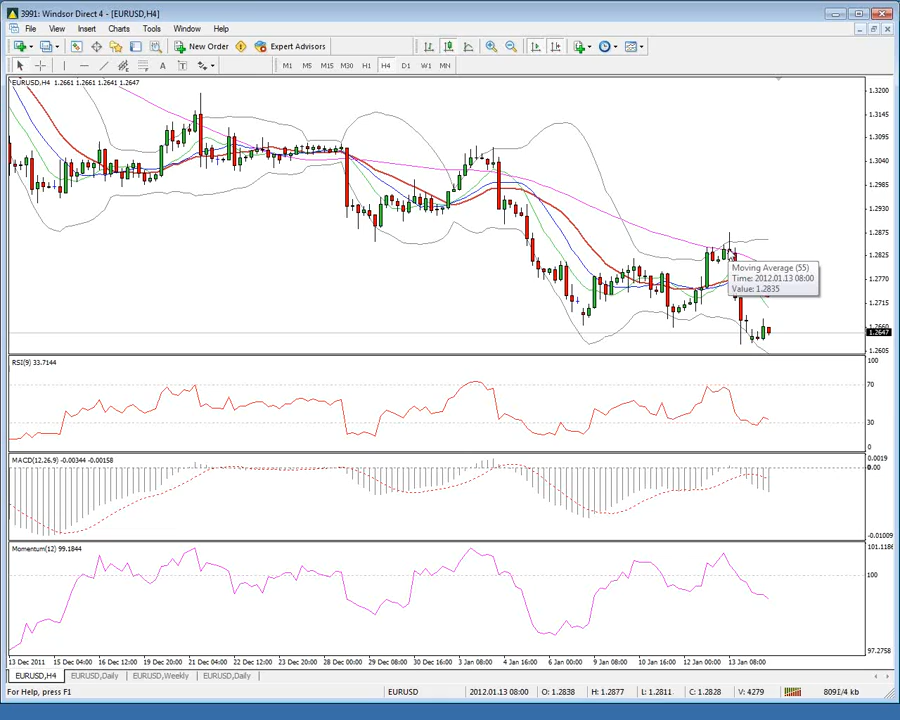 3991: Windsor Direct 4 - [EURUSD,H4]
File View Insert Charts Tools Window Help
New Order Expert Advisors
A T M1 M5 M15 M30 H1 H4 D1 W1 MN
EURUSD,H4 1.2661 1.2661 1.2641 1.2647
1.3200
1.3145
1.3095
1.3040
1.2985
1.2930
1.2875
1.2825
1.2770
1.2715
1.2660
1.2647
1.2605
Moving Average (55)
Time: 2012.01.13 08:00
Value: 1.2835
RSI(9) 33.7144
100
70
30
0
MACD(12,26,9) -0.00344 -0.00158
0.0019
0.00
-0.01009
Momentum(12) 99.1844
101.1186
100
97.2758
13 Dec 2011 15 Dec 04:00 16 Dec 12:00 19 Dec 20:00 21 Dec 04:00 22 Dec 12:00 23 Dec 20:00 28 Dec 00:00 29 Dec 08:00 30 Dec 16:00 3 Jan 08:00 4 Jan 16:00 6 Jan 00:00 9 Jan 08:00 10 Jan 16:00 12 Jan 00:00 13 Jan 08:00
EURUSD,H4 EURUSD,Daily EURUSD,Weekly EURUSD,Daily
For Help, press F1 EURUSD 2012.01.13 08:00 O: 1.2838 H: 1.2877 L: 1.2811 C: 1.2828 V: 4279 8091/4 kb